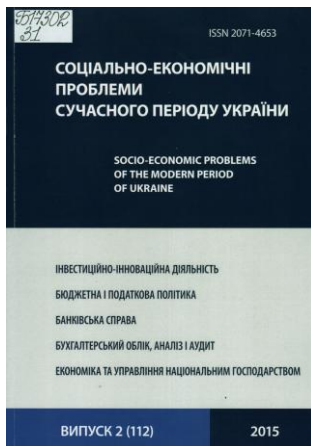 Б17302
31
ISSN 2071-4653
СОЦІАЛЬНО-ЕКОНОМІЧНІ
ПРОБЛЕМИ
СУЧАСНОГО ПЕРІОДУ УКРАЇНИ
SOCIO-ECONOMIC PROBLEMS
OF THE MODERN PERIOD
OF UKRAINE
ІНВЕСТИЦІЙНО-ІННОВАЦІЙНА ДІЯЛЬНІСТЬ
БЮДЖЕТНА І ПОДАТКОВА ПОЛІТИКА
БАНКІВСЬКА СПРАВА
БУХГАЛТЕРСЬКИЙ ОБЛІК, АНАЛІЗ І АУДИТ
ЕКОНОМІКА ТА УПРАВЛІННЯ НАЦІОНАЛЬНИМ ГОСПОДАРСТВОМ
ВИПУСК 2 (112) 2015